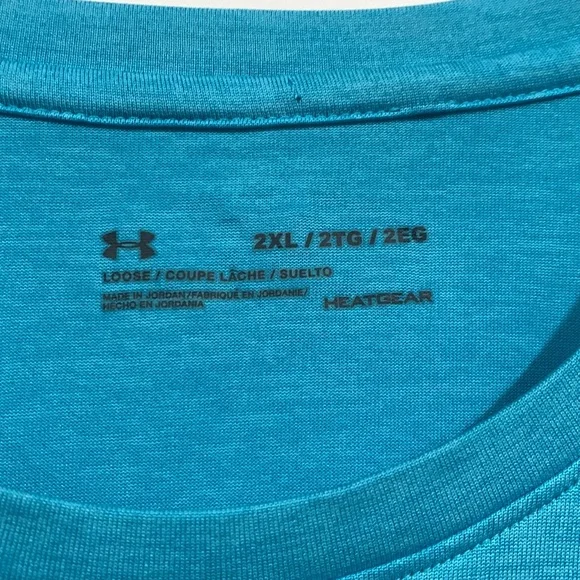 2XL / 2TG / 2EG
LOOSE / COUPE LÂCHE / SUELTO
MADE IN JORDAN/FABRIQUÉ EN JORDANIE/
HECHO EN JORDANIA
HEATGEAR